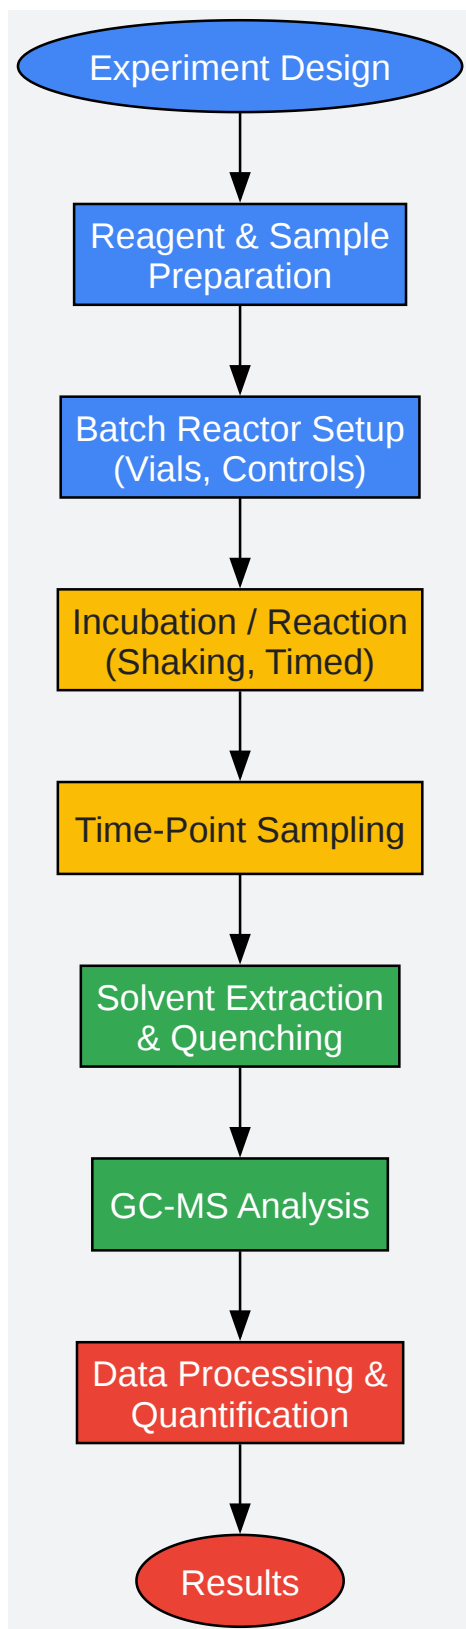 Experiment Design
Reagent & Sample
Preparation
Batch Reactor Setup
(Vials, Controls)
Incubation / Reaction
(Shaking, Timed)
Time-Point Sampling
Solvent Extraction
& Quenching
GC-MS Analysis
Data Processing &
Quantification
Results